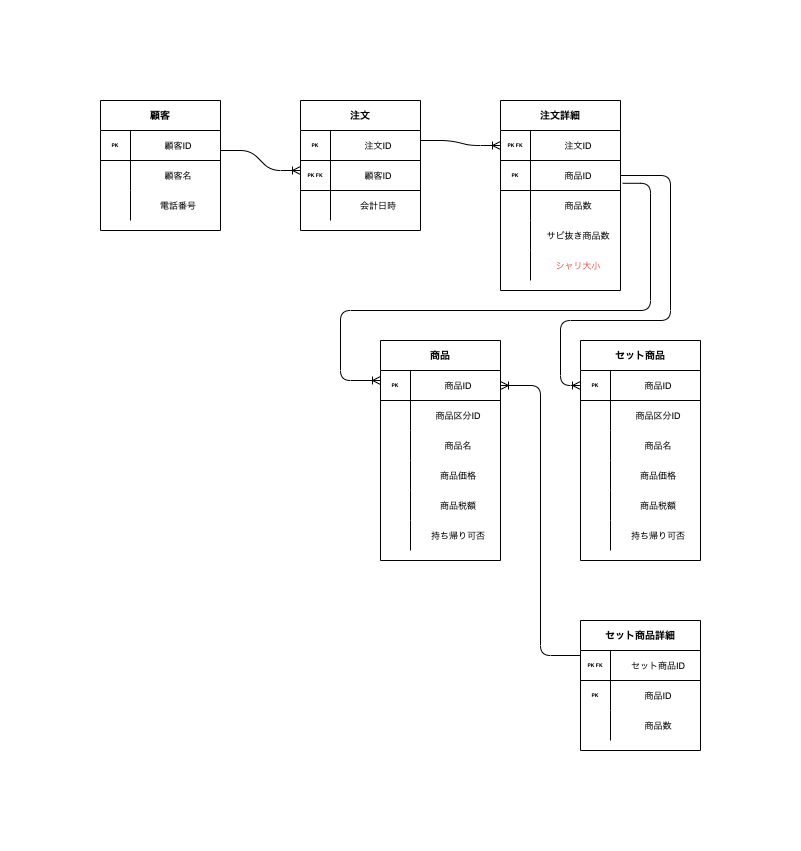 顧客
PK 顧客ID
顧客名
電話番号
注文
PK 注文ID
PK FK 顧客ID
会計日時
注文詳細
PK FK 注文ID
PK 商品ID
商品数
サビ抜き商品数
シャリ大小
商品
PK 商品ID
商品区分ID
商品名
商品価格
商品税額
持ち帰り可否
セット商品
PK 商品ID
商品区分ID
商品名
商品価格
商品税額
持ち帰り可否
セット商品詳細
PK FK セット商品ID
PK 商品ID
商品数